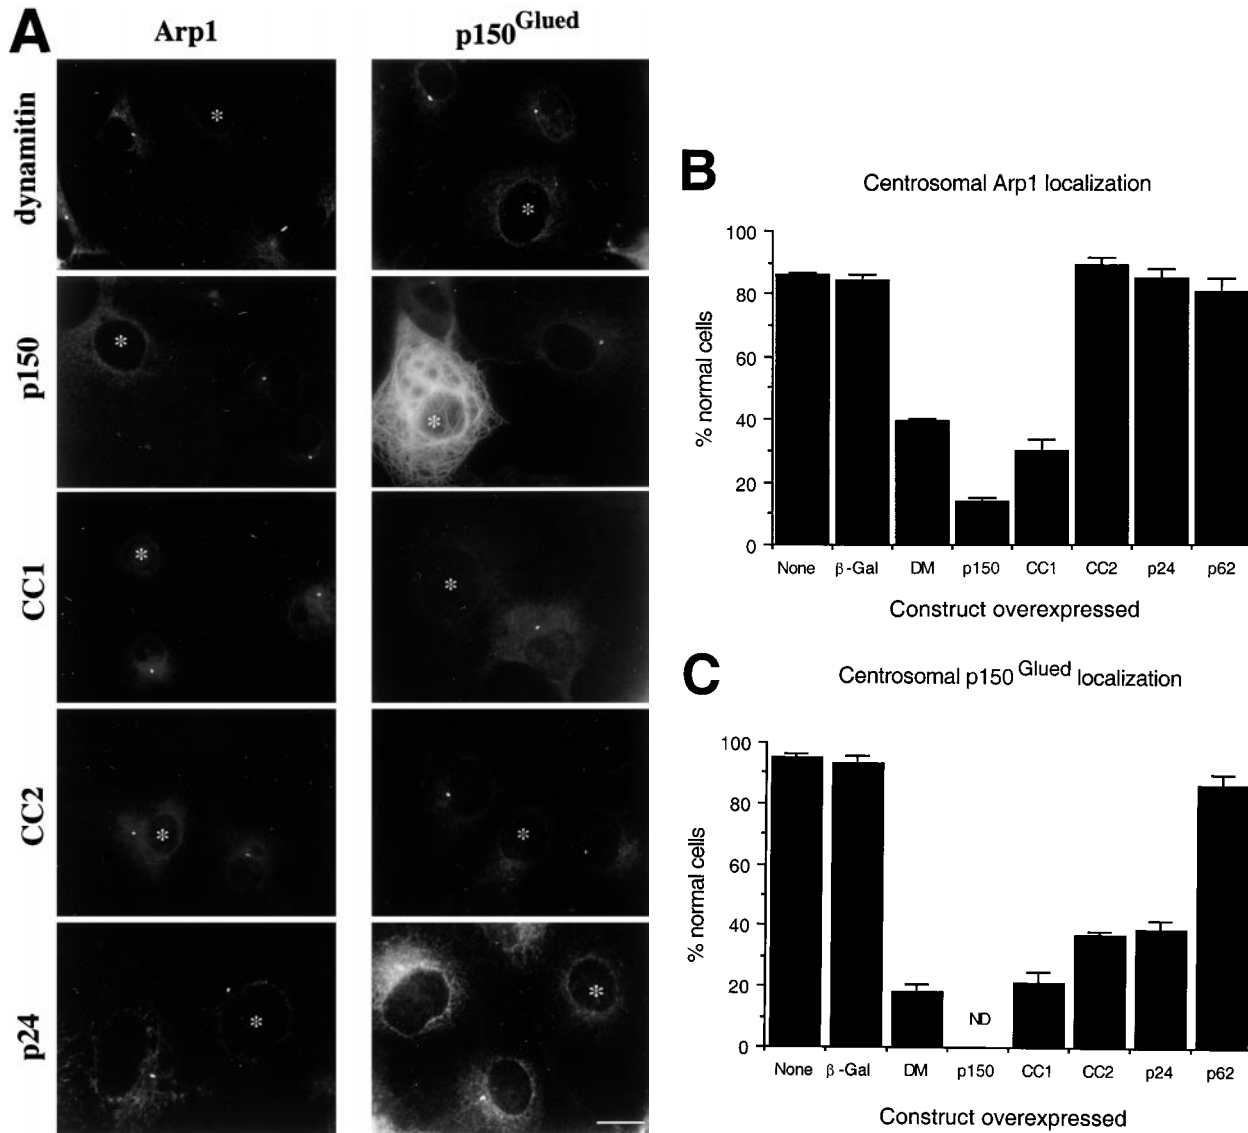 A
Arp1
p150Glued
dynamitin
*
*
p150
*
*
CC1
*
*
CC2
*
*
p24
*
*
B
Centrosomal Arp1 localization
% normal cells
100
80
60
40
20
0
None β-Gal DM p150 CC1 CC2 p24 p62
Construct overexpressed
C
Centrosomal p150 Glued localization
% normal cells
100
80
60
40
20
0
ND
None β-Gal DM p150 CC1 CC2 p24 p62
Construct overexpressed